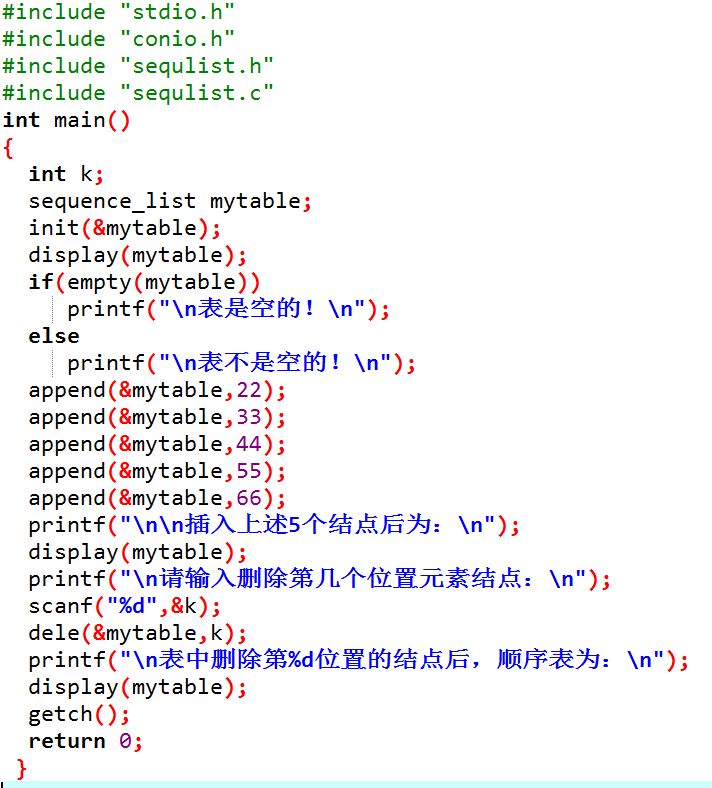 #include "stdio.h"
#include "conio.h"
#include "sequlist.h"
#include "sequlist.c"
int main()
{
int k;
sequence_list mytable;
init(&mytable);
display(mytable);
if(empty(mytable))
printf("\n表是空的！\n");
else
printf("\n表不是空的！\n");
append(&mytable,22);
append(&mytable,33);
append(&mytable,44);
append(&mytable,55);
append(&mytable,66);
printf("\n\n插入上述5个结点后为：\n");
display(mytable);
printf("\n请输入删除第几个位置元素结点：\n");
scanf("%d",&k);
dele(&mytable,k);
printf("\n表中删除第%d位置的结点后，顺序表为：\n");
display(mytable);
getch();
return 0;
}